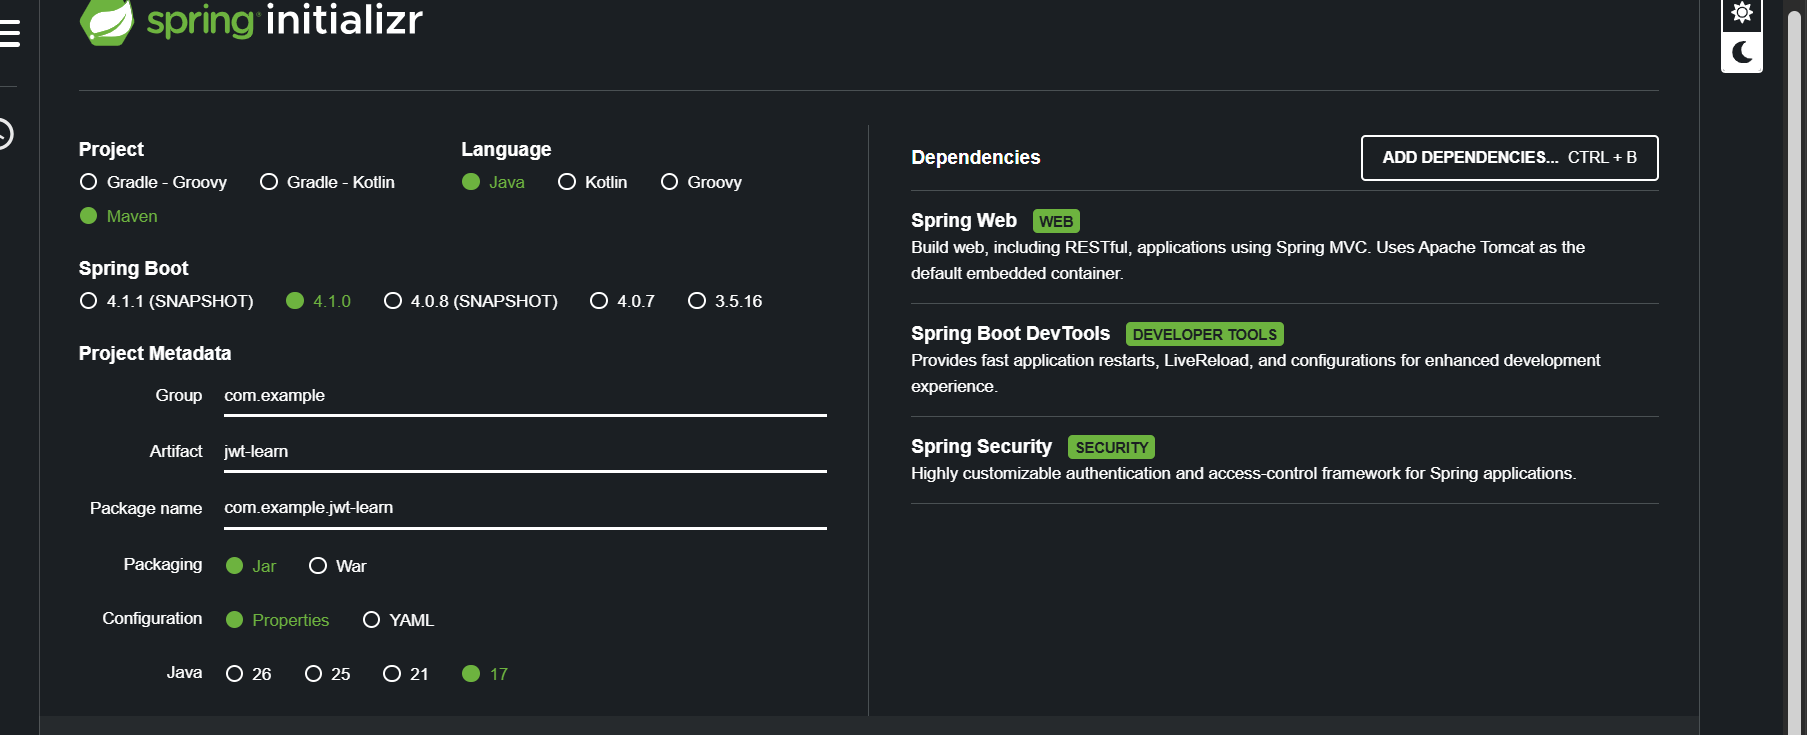 spring initializr
Project
Gradle - Groovy
Gradle - Kotlin
Maven
Language
Java
Kotlin
Groovy
Spring Boot
4.1.1 (SNAPSHOT)
4.1.0
4.0.8 (SNAPSHOT)
4.0.7
3.5.16
Project Metadata
Group com.example
Artifact jwt-learn
Package name com.example.jwt-learn
Packaging Jar War
Configuration Properties YAML
Java 26 25 21 17
Dependencies
ADD DEPENDENCIES... CTRL + B
Spring Web WEB
Build web, including RESTful, applications using Spring MVC. Uses Apache Tomcat as the
default embedded container.
Spring Boot DevTools DEVELOPER TOOLS
Provides fast application restarts, LiveReload, and configurations for enhanced development
experience.
Spring Security SECURITY
Highly customizable authentication and access-control framework for Spring applications.